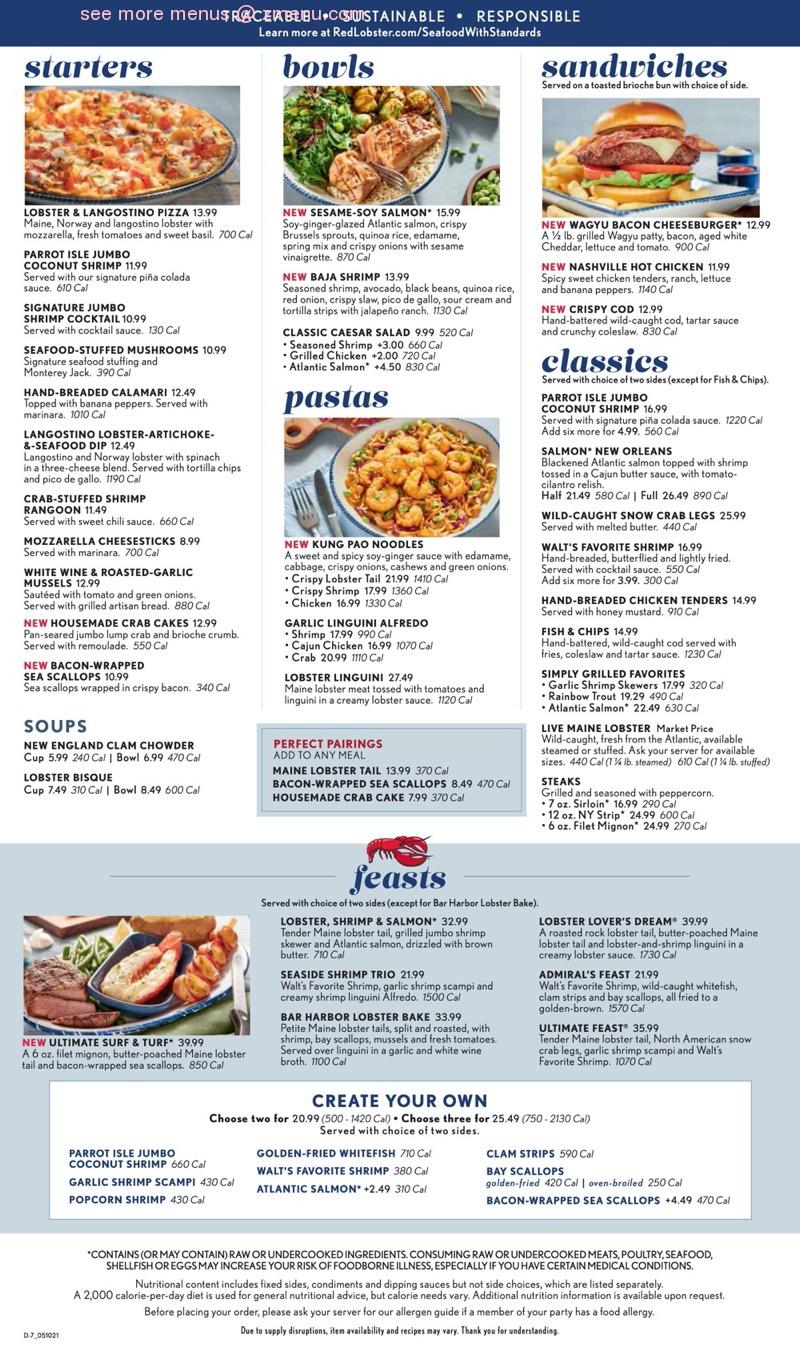 see more menus @ zmenu.com
TRACEABLE • SUSTAINABLE • RESPONSIBLE
Learn more at RedLobster.com/SeafoodWithStandards
starters
LOBSTER & LANGOSTINO PIZZA 13.99
Maine, Norway and langostino lobster with
mozzarella, fresh tomatoes and sweet basil. 700 Cal
PARROT ISLE JUMBO
COCONUT SHRIMP 11.99
Served with our signature piña colada
sauce. 610 Cal
SIGNATURE JUMBO
SHRIMP COCKTAIL 10.99
Served with cocktail sauce. 130 Cal
SEAFOOD-STUFFED MUSHROOMS 10.99
Signature seafood stuffing and
Monterey Jack. 390 Cal
HAND-BREADED CALAMARI 12.49
Topped with banana peppers. Served with
marinara. 1010 Cal
LANGOSTINO LOBSTER-ARTICHOKE-
&-SEAFOOD DIP 12.49
Langostino and Norway lobster with spinach
in a three-cheese blend. Served with tortilla chips
and pico de gallo. 1190 Cal
CRAB-STUFFED SHRIMP
RANGOON 11.49
Served with sweet chili sauce. 660 Cal
MOZZARELLA CHEESESTICKS 8.99
Served with marinara. 700 Cal
WHITE WINE & ROASTED-GARLIC
MUSSELS 12.99
Sautéed with tomato and green onions.
Served with grilled artisan bread. 880 Cal
NEW HOUSEMADE CRAB CAKES 12.99
Pan-seared jumbo lump crab and brioche crumb.
Served with remoulade. 550 Cal
NEW BACON-WRAPPED
SEA SCALLOPS 10.99
Sea scallops wrapped in crispy bacon. 340 Cal
SOUPS
NEW ENGLAND CLAM CHOWDER
Cup 5.99 240 Cal | Bowl 6.99 470 Cal
LOBSTER BISQUE
Cup 7.49 310 Cal | Bowl 8.49 600 Cal
bowls
NEW SESAME-SOY SALMON* 15.99
Soy-ginger-glazed Atlantic salmon, crispy
Brussels sprouts, quinoa rice, edamame,
spring mix and crispy onions with sesame
vinaigrette. 870 Cal
NEW BAJA SHRIMP 13.99
Seasoned shrimp, avocado, black beans, quinoa rice,
red onion, crispy slaw, pico de gallo, sour cream and
tortilla strips with jalapeño ranch. 1130 Cal
CLASSIC CAESAR SALAD 9.99 520 Cal
• Seasoned Shrimp +3.00 660 Cal
• Grilled Chicken +2.00 720 Cal
• Atlantic Salmon* +4.50 830 Cal
pastas
NEW KUNG PAO NOODLES
A sweet and spicy soy-ginger sauce with edamame,
cabbage, crispy onions, cashews and green onions.
• Crispy Lobster Tail 21.99 1410 Cal
• Crispy Shrimp 17.99 1360 Cal
• Chicken 16.99 1330 Cal
GARLIC LINGUINI ALFREDO
• Shrimp 17.99 990 Cal
• Cajun Chicken 16.99 1070 Cal
• Crab 20.99 1110 Cal
LOBSTER LINGUINI 27.49
Maine lobster meat tossed with tomatoes and
linguini in a creamy lobster sauce. 1120 Cal
PERFECT PAIRINGS
ADD TO ANY MEAL
MAINE LOBSTER TAIL 13.99 370 Cal
BACON-WRAPPED SEA SCALLOPS 8.49 470 Cal
HOUSEMADE CRAB CAKE 7.99 370 Cal
sandwiches
Served on a toasted brioche bun with choice of side.
NEW WAGYU BACON CHEESEBURGER* 12.99
A ½ lb. grilled Wagyu patty, bacon, aged white
Cheddar, lettuce and tomato. 900 Cal
NEW NASHVILLE HOT CHICKEN 11.99
Spicy sweet chicken tenders, ranch, lettuce
and banana peppers. 1140 Cal
NEW CRISPY COD 12.99
Hand-battered wild-caught cod, tartar sauce
and crunchy coleslaw. 830 Cal
classics
Served with choice of two sides (except for Fish & Chips).
PARROT ISLE JUMBO
COCONUT SHRIMP 16.99
Served with signature piña colada sauce. 1220 Cal
Add six more for 4.99. 560 Cal
SALMON* NEW ORLEANS
Blackened Atlantic salmon topped with shrimp
tossed in a Cajun butter sauce, with tomato-
cilantro relish.
Half 21.49 580 Cal | Full 26.49 890 Cal
WILD-CAUGHT SNOW CRAB LEGS 25.99
Served with melted butter. 440 Cal
WALT'S FAVORITE SHRIMP 16.99
Hand-breaded, butterflied and lightly fried.
Served with cocktail sauce. 550 Cal
Add six more for 3.99. 300 Cal
HAND-BREADED CHICKEN TENDERS 14.99
Served with honey mustard. 910 Cal
FISH & CHIPS 14.99
Hand-battered, wild-caught cod served with
fries, coleslaw and tartar sauce. 1230 Cal
SIMPLY GRILLED FAVORITES
• Garlic Shrimp Skewers 17.99 320 Cal
• Rainbow Trout 19.29 490 Cal
• Atlantic Salmon* 22.49 630 Cal
LIVE MAINE LOBSTER Market Price
Wild-caught, fresh from the Atlantic, available
steamed or stuffed. Ask your server for available
sizes. 440 Cal (1 ¼ lb. steamed) 610 Cal (1 ¼ lb. stuffed)
STEAKS
Grilled and seasoned with peppercorn.
• 7 oz. Sirloin* 16.99 290 Cal
• 12 oz. NY Strip* 24.99 600 Cal
• 6 oz. Filet Mignon* 24.99 270 Cal
feasts
Served with choice of two sides (except for Bar Harbor Lobster Bake).
NEW ULTIMATE SURF & TURF* 39.99
A 6 oz. filet mignon, butter-poached Maine lobster
tail and bacon-wrapped sea scallops. 850 Cal
LOBSTER, SHRIMP & SALMON* 32.99
Tender Maine lobster tail, grilled jumbo shrimp
skewer and Atlantic salmon, drizzled with brown
butter. 710 Cal
SEASIDE SHRIMP TRIO 21.99
Walt's Favorite Shrimp, garlic shrimp scampi and
creamy shrimp linguini Alfredo. 1500 Cal
BAR HARBOR LOBSTER BAKE 33.99
Petite Maine lobster tails, split and roasted, with
shrimp, bay scallops, mussels and fresh tomatoes.
Served over linguini in a garlic and white wine
broth. 1100 Cal
LOBSTER LOVER'S DREAM® 39.99
A roasted rock lobster tail, butter-poached Maine
lobster tail and lobster-and-shrimp linguini in a
creamy lobster sauce. 1730 Cal
ADMIRAL'S FEAST 21.99
Walt's Favorite Shrimp, wild-caught whitefish,
clam strips and bay scallops, all fried to a
golden-brown. 1570 Cal
ULTIMATE FEAST® 35.99
Tender Maine lobster tail, North American snow
crab legs, garlic shrimp scampi and Walt's
Favorite Shrimp. 1070 Cal
CREATE YOUR OWN
Choose two for 20.99 (500 - 1420 Cal) • Choose three for 25.49 (750 - 2130 Cal)
Served with choice of two sides.
PARROT ISLE JUMBO
COCONUT SHRIMP 660 Cal
GARLIC SHRIMP SCAMPI 430 Cal
POPCORN SHRIMP 430 Cal
GOLDEN-FRIED WHITEFISH 710 Cal
WALT'S FAVORITE SHRIMP 380 Cal
ATLANTIC SALMON* +2.49 310 Cal
CLAM STRIPS 590 Cal
BAY SCALLOPS
golden-fried 420 Cal | oven-broiled 250 Cal
BACON-WRAPPED SEA SCALLOPS +4.49 470 Cal
*CONTAINS (OR MAY CONTAIN) RAW OR UNDERCOOKED INGREDIENTS. CONSUMING RAW OR UNDERCOOKED MEATS, POULTRY, SEAFOOD,
SHELLFISH OR EGGS MAY INCREASE YOUR RISK OF FOODBORNE ILLNESS, ESPECIALLY IF YOU HAVE CERTAIN MEDICAL CONDITIONS.
Nutritional content includes fixed sides, condiments and dipping sauces but not side choices, which are listed separately.
A 2,000 calorie-per-day diet is used for general nutritional advice, but calorie needs vary. Additional nutrition information is available upon request.
Before placing your order, please ask your server for our allergen guide if a member of your party has a food allergy.
Due to supply disruptions, item availability and recipes may vary. Thank you for understanding.
D-7_051021